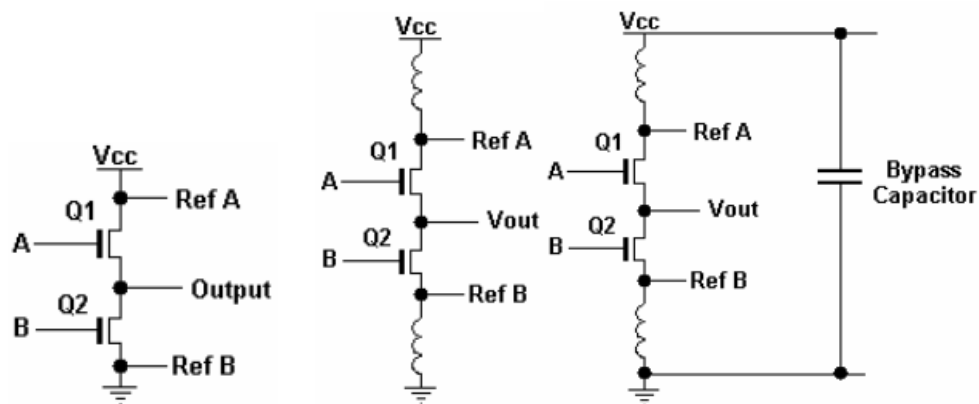 Vcc
Ref A
Q1
A
Output
Q2
B
Ref B
Vcc
Ref A
Q1
A
Vout
Q2
B
Ref B
Vcc
Ref A
Q1
A
Vout
Q2
B
Ref B
Bypass
Capacitor